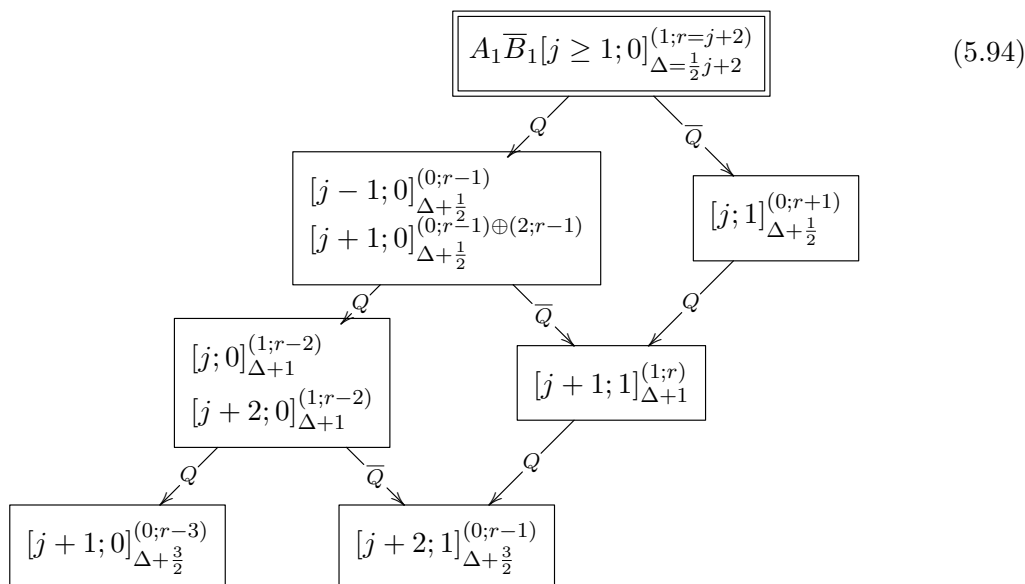 $A_1\overline{B}_1[j \geq 1;0]^{(1;r=j+2)}_{\Delta=\frac{1}{2}j+2}$ (5.94)
$Q$ $\overline{Q}$
$[j-1;0]^{(0;r-1)}_{\Delta+\frac{1}{2}}$
$[j+1;0]^{(0;r-1)\oplus(2;r-1)}_{\Delta+\frac{1}{2}}$
$[j;1]^{(0;r+1)}_{\Delta+\frac{1}{2}}$
$Q$ $\overline{Q}$ $Q$
$[j;0]^{(1;r-2)}_{\Delta+1}$
$[j+2;0]^{(1;r-2)}_{\Delta+1}$
$[j+1;1]^{(1;r)}_{\Delta+1}$
$Q$ $\overline{Q}$ $Q$
$[j+1;0]^{(0;r-3)}_{\Delta+\frac{3}{2}}$ $[j+2;1]^{(0;r-1)}_{\Delta+\frac{3}{2}}$